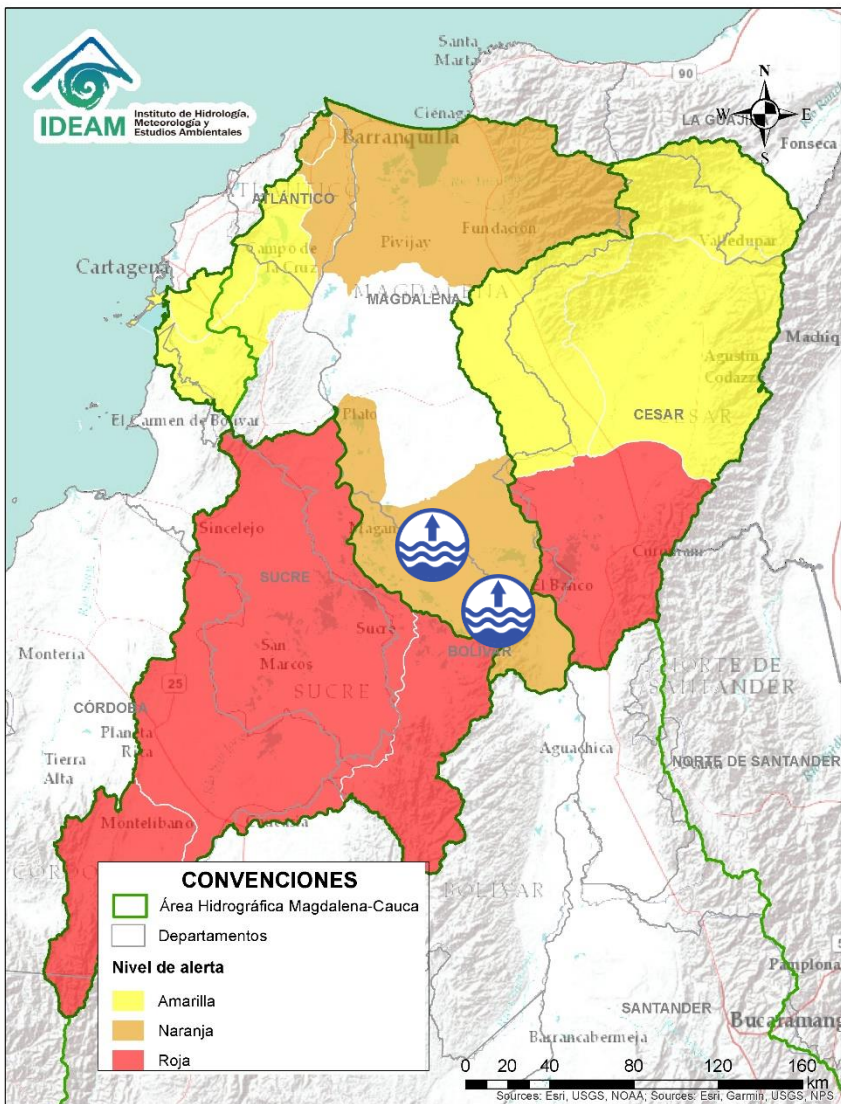 IDEAM
Instituto de Hidrología,
Meteorología y
Estudios Ambientales
Santa
Marta
90
N
W
E
S
LA GUAJIRA
Fonseca
Ciénaga
Barranquilla
ATLÁNTICO
Pivijay
Fundación
Valledupar
Cartagena
Campo de
la Cruz
MAGDALENA
MAGDALENA
Agustín
Codazzi
CESAR
CESAR
El Carmen de Bolívar
Plato
Sincelejo
SUCRE
El Banco
Sucre
San
Marcos
BOLÍVAR
Montería
25
SUCRE
NORTE DE
SANTANDER
CÓRDOBA
Planeta
Rica
Tierra
Alta
Aguachica
NORTE DE SANTANDER
Montelíbano
BOLÍVAR
CONVENCIONES
Área Hidrográfica Magdalena-Cauca
Departamentos
Nivel de alerta
Amarilla
Naranja
Roja
Pamplona
SANTANDER
Bucaramang
Barrancabermeja
0 20 40 80 120 160
km
Sources: Esri, USGS, NOAA; Sources: Esri, Garmin, USGS, NPS